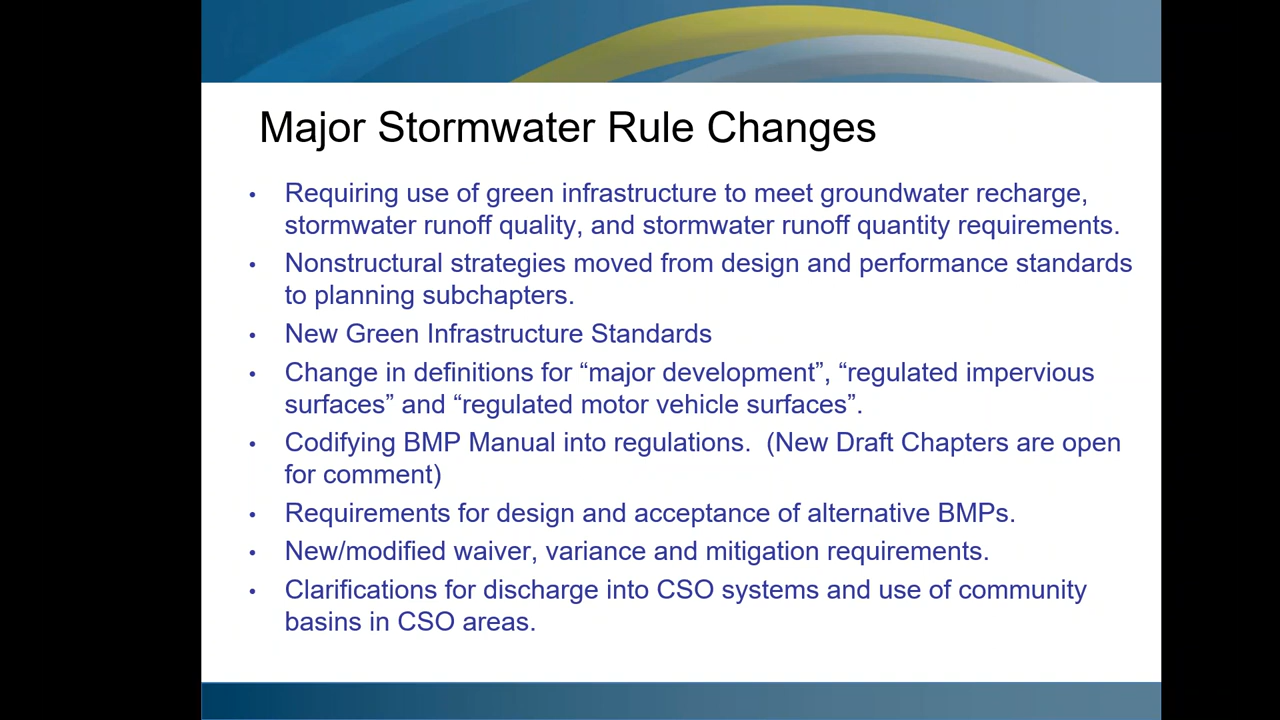 Major Stormwater Rule Changes
• Requiring use of green infrastructure to meet groundwater recharge,
stormwater runoff quality, and stormwater runoff quantity requirements.
• Nonstructural strategies moved from design and performance standards
to planning subchapters.
• New Green Infrastructure Standards
• Change in definitions for “major development”, “regulated impervious
surfaces” and “regulated motor vehicle surfaces”.
• Codifying BMP Manual into regulations.  (New Draft Chapters are open
for comment)
• Requirements for design and acceptance of alternative BMPs.
• New/modified waiver, variance and mitigation requirements.
• Clarifications for discharge into CSO systems and use of community
basins in CSO areas.